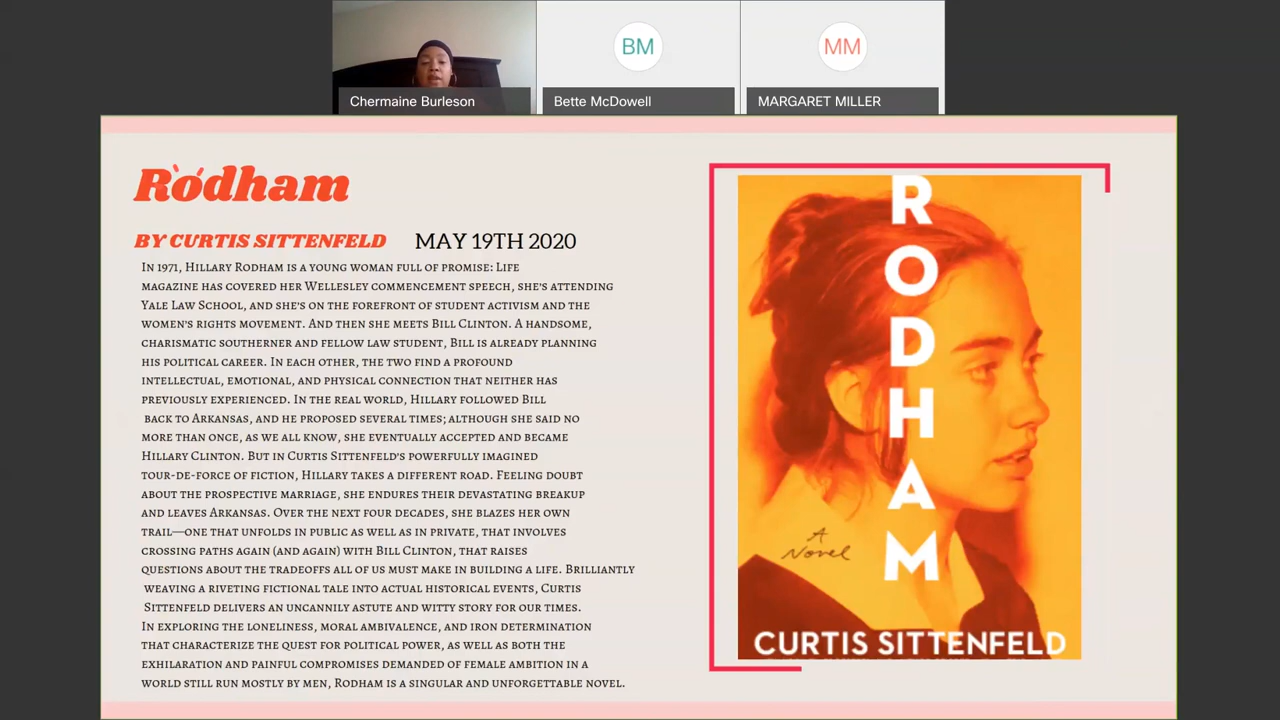 BM
MM
Chermaine Burleson
Bette McDowell
MARGARET MILLER
Rodham
BY CURTIS SITTENFELD
MAY 19TH 2020
In 1971, Hillary Rodham is a young woman full of promise: Life
magazine has covered her Wellesley commencement speech, she's attending
Yale Law School, and she's on the forefront of student activism and the
women's rights movement. And then she meets Bill Clinton. A handsome,
charismatic southerner and fellow law student, Bill is already planning
his political career. In each other, the two find a profound
intellectual, emotional, and physical connection that neither has
previously experienced. In the real world, Hillary followed Bill
back to Arkansas, and he proposed several times; although she said no
more than once, as we all know, she eventually accepted and became
Hillary Clinton. But in Curtis Sittenfeld's powerfully imagined
tour-de-force of fiction, Hillary takes a different road. Feeling doubt
about the prospective marriage, she endures their devastating breakup
and leaves Arkansas. Over the next four decades, she blazes her own
trail—one that unfolds in public as well as in private, that involves
crossing paths again (and again) with Bill Clinton, that raises
questions about the tradeoffs all of us must make in building a life. Brilliantly
weaving a riveting fictional tale into actual historical events, Curtis
Sittenfeld delivers an uncannily astute and witty story for our times.
In exploring the loneliness, moral ambivalence, and iron determination
that characterize the quest for political power, as well as both the
exhilaration and painful compromises demanded of female ambition in a
world still run mostly by men, Rodham is a singular and unforgettable novel.
RODHAM
A
Novel
CURTIS SITTENFELD